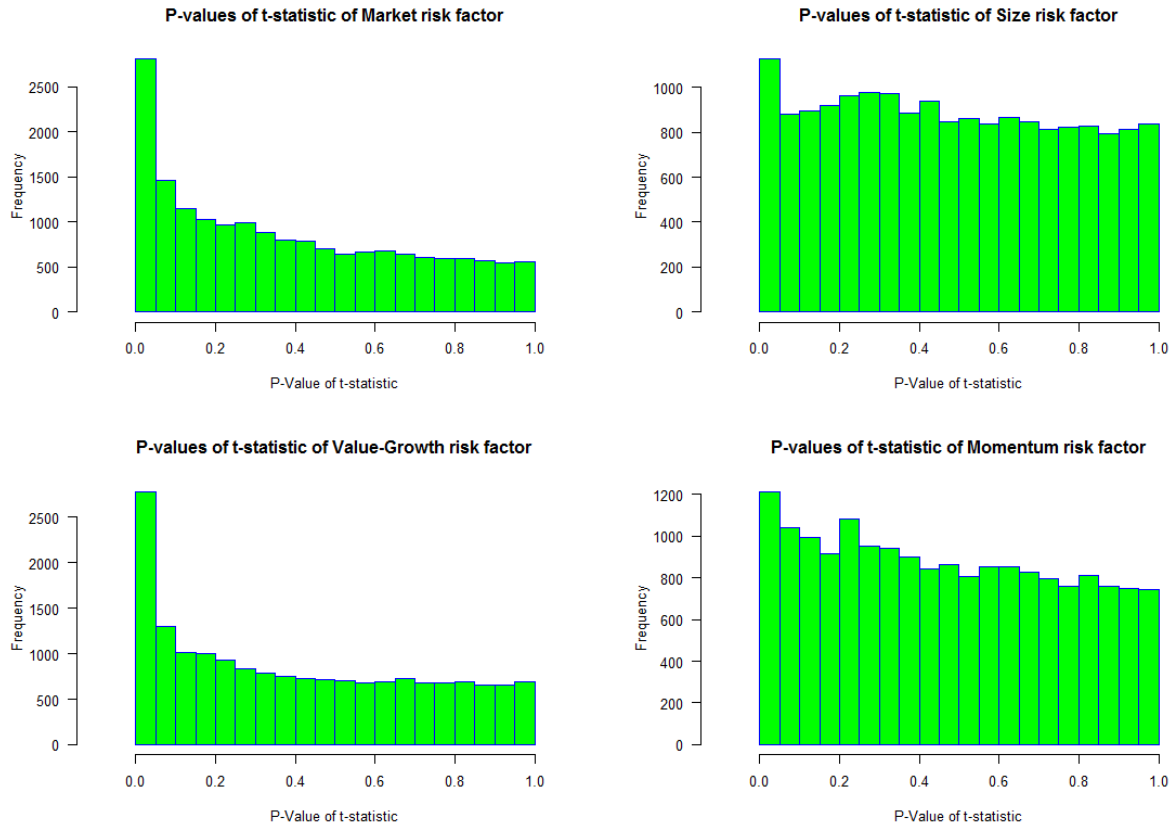 P-values of t-statistic of Market risk factor
Frequency
2500
2000
1500
1000
500
0
0.0 0.2 0.4 0.6 0.8 1.0
P-Value of t-statistic
P-values of t-statistic of Size risk factor
Frequency
1000
800
600
400
200
0
0.0 0.2 0.4 0.6 0.8 1.0
P-Value of t-statistic
P-values of t-statistic of Value-Growth risk factor
Frequency
2500
2000
1500
1000
500
0
0.0 0.2 0.4 0.6 0.8 1.0
P-Value of t-statistic
P-values of t-statistic of Momentum risk factor
Frequency
1200
1000
800
600
400
200
0
0.0 0.2 0.4 0.6 0.8 1.0
P-Value of t-statistic